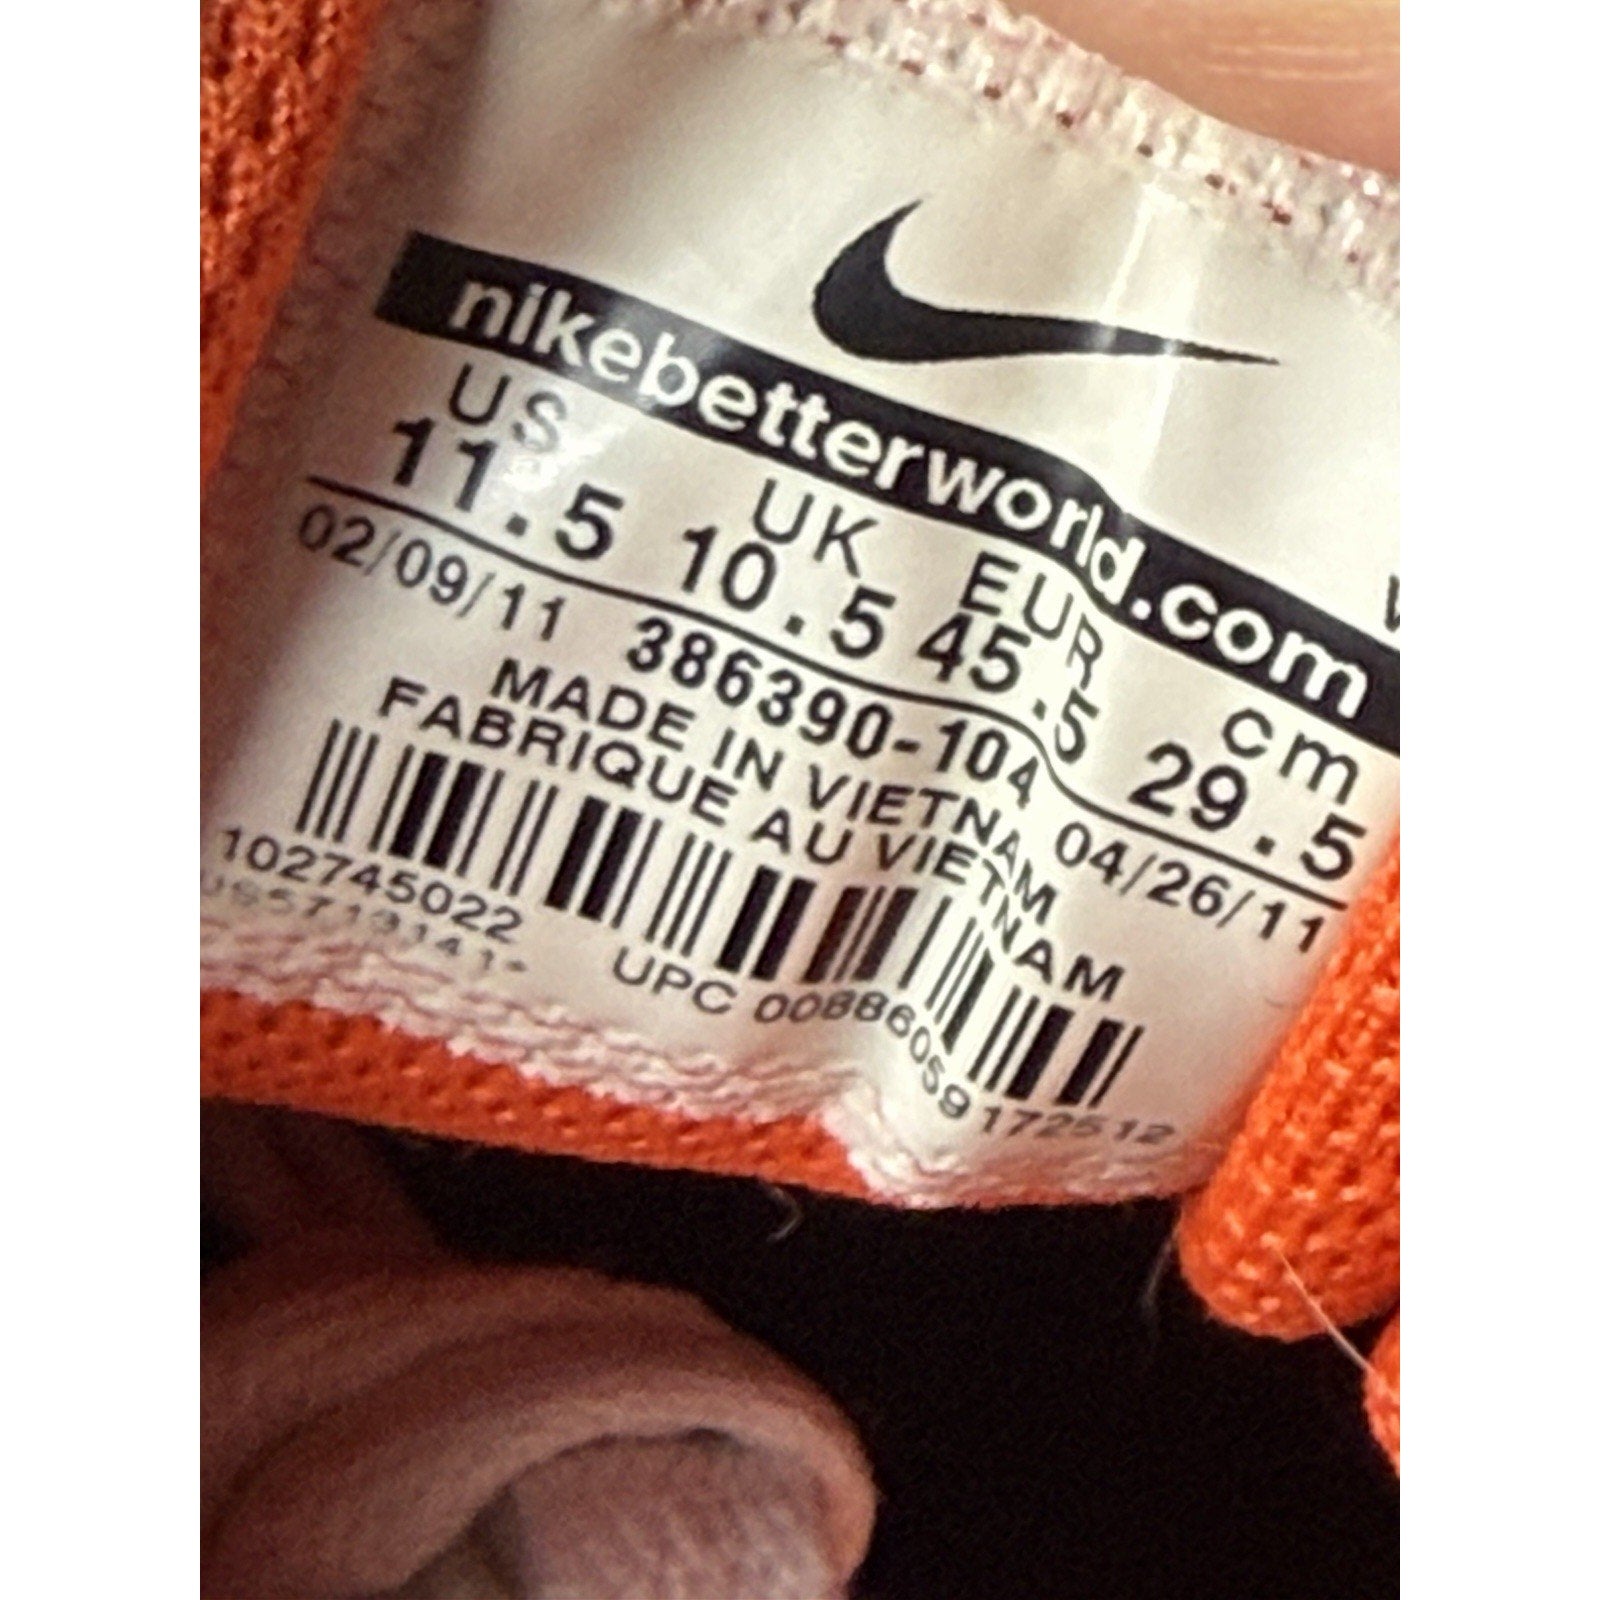 nikebetterworld.com
US UK EUR cm
11.5 10.5 45.5 29.5
02/09/11 386390-104 04/26/11
MADE IN VIETNAM
FABRIQUE AU VIETNAM
102745022
UPC 00886059172512